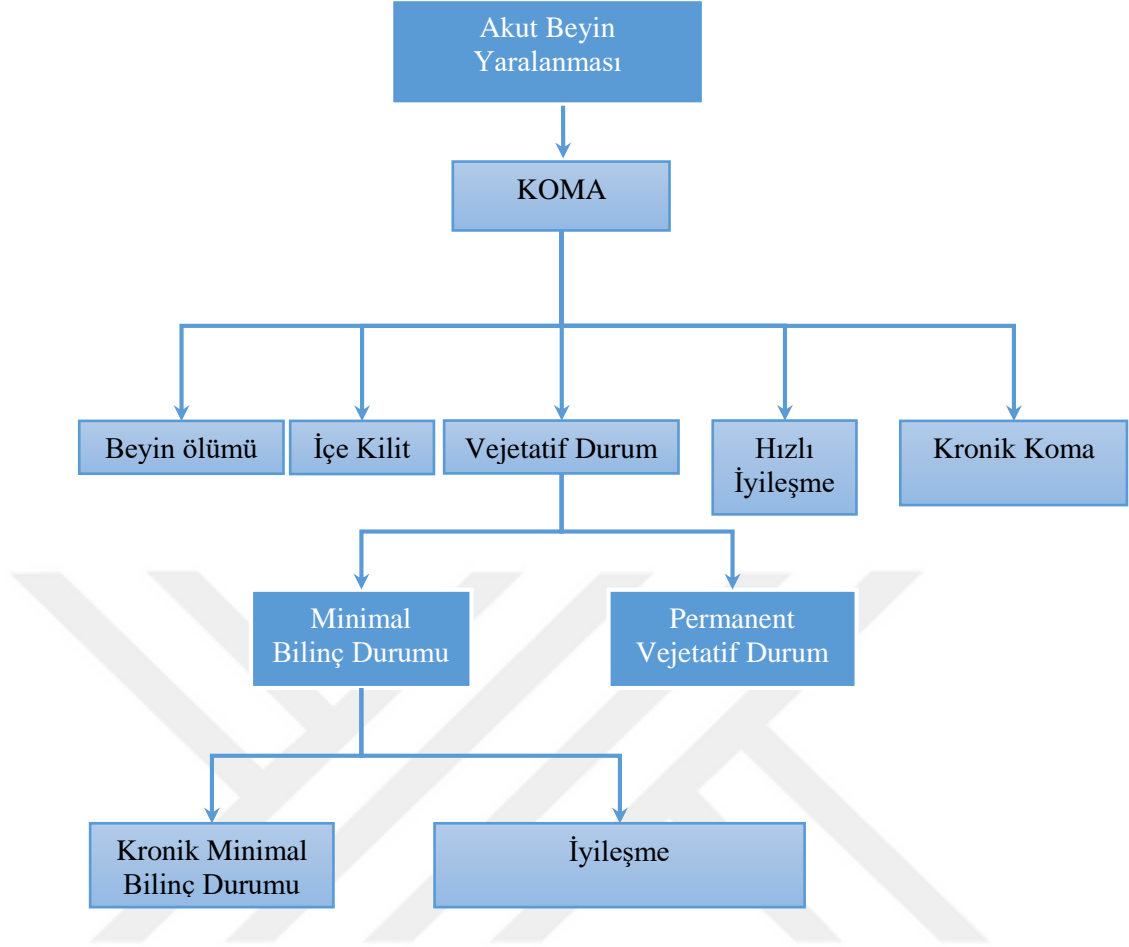 Akut Beyin
Yaralanması
KOMA
Beyin ölümü
İçe Kilit
Vejetatif Durum
Hızlı
İyileşme
Kronik Koma
Minimal
Bilinç Durumu
Permanent
Vejetatif Durum
Kronik Minimal
Bilinç Durumu
İyileşme